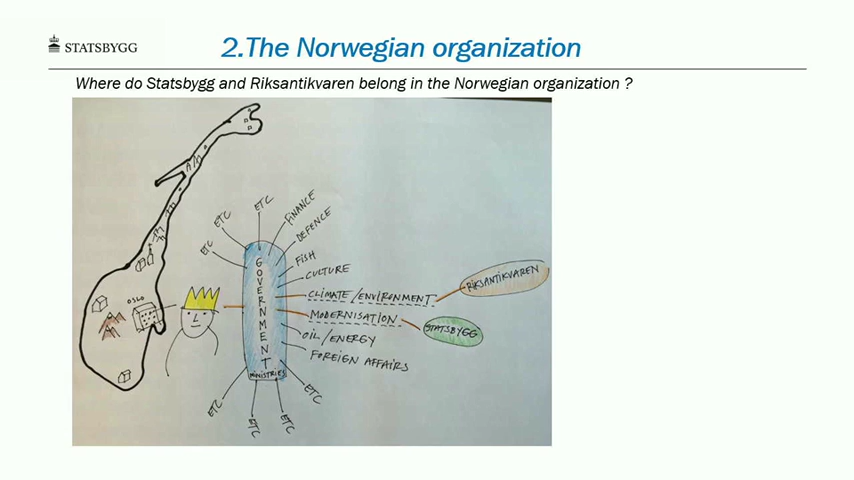 STATSBYGG
2.The Norwegian organization
Where do Statsbygg and Riksantikvaren belong in the Norwegian organization ?
ETC
ETC
ETC
FINANCE
DEFENCE
FISH
CULTURE
CLIMATE/ENVIRONMENT
RIKSANTIKVAREN
MODERNISATION
STATSBYGG
OIL/ENERGY
FOREIGN AFFAIRS
GOVERNMENT
MINISTRIES
OSLO
ETC
ETC
ETC
ETC